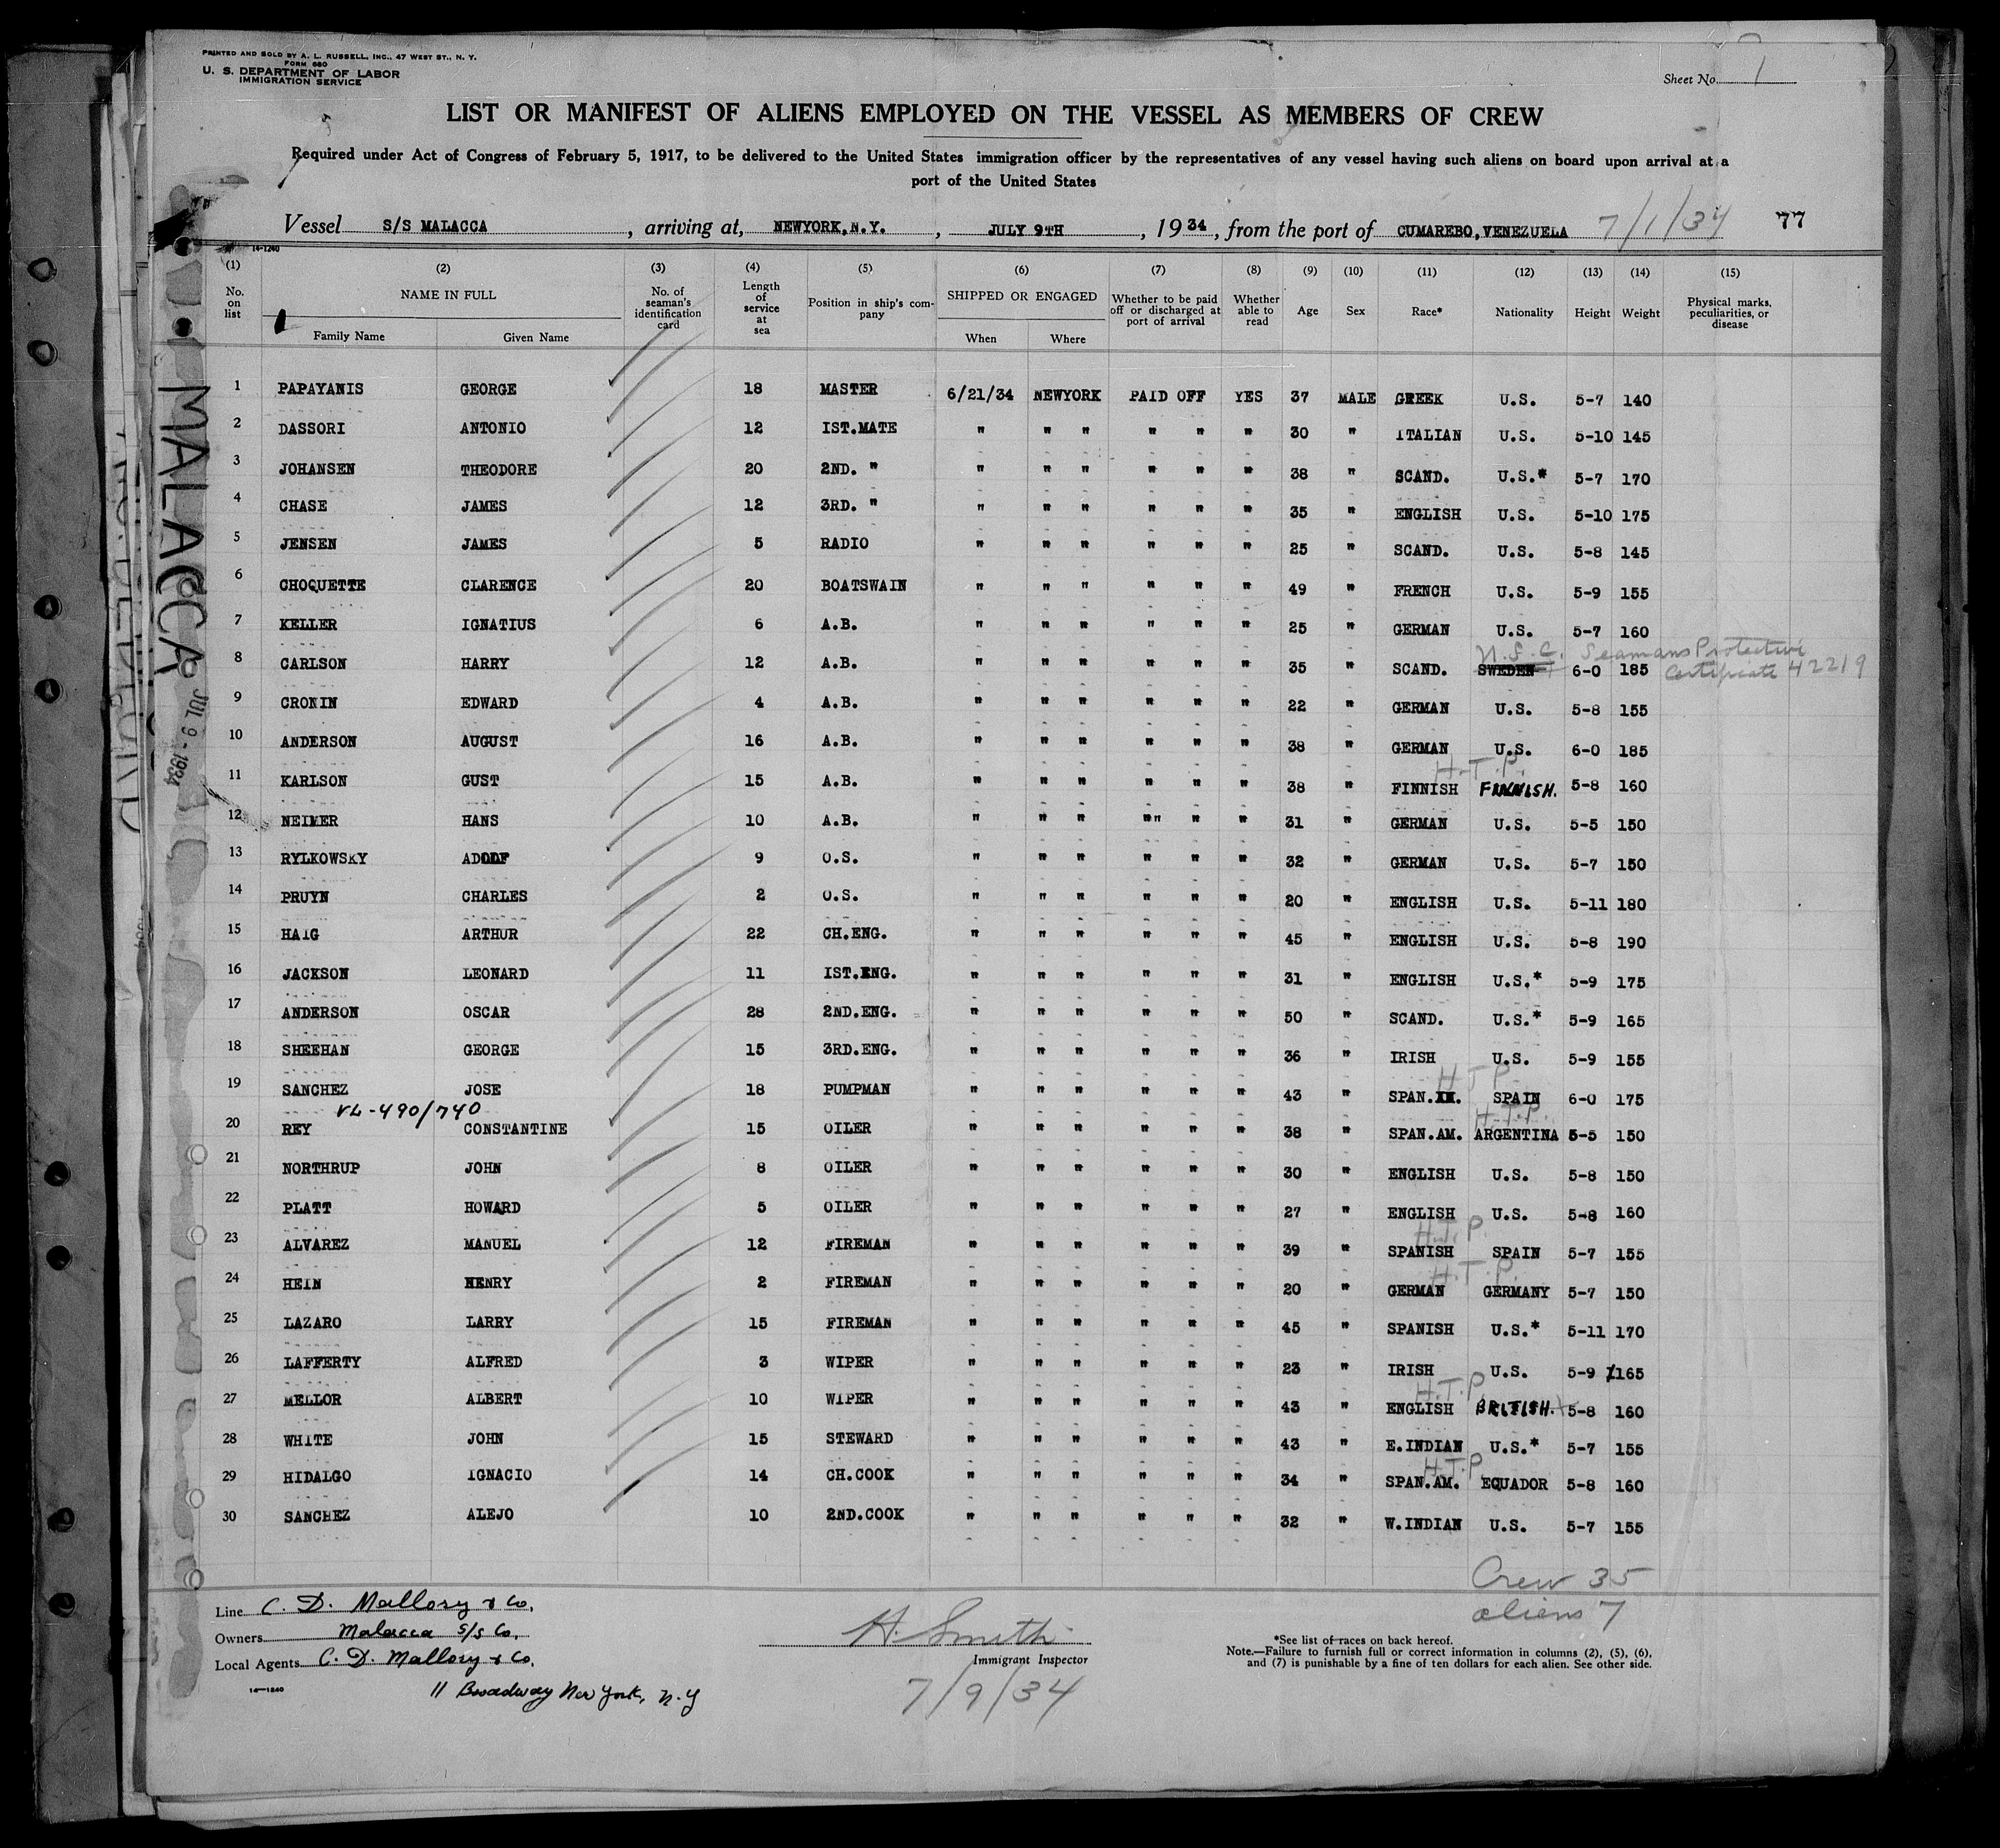 PRINTED AND SOLD BY A. L. RUSSELL, INC., 47 WEST ST., N. Y.
FORM 680
U. S. DEPARTMENT OF LABOR
IMMIGRATION SERVICE
Sheet No. 1
LIST OR MANIFEST OF ALIENS EMPLOYED ON THE VESSEL AS MEMBERS OF CREW
Required under Act of Congress of February 5, 1917, to be delivered to the United States immigration officer by the representatives of any vessel having such aliens on board upon arrival at a
port of the United States
Vessel S/S MALACCA, arriving at, NEWYORK, N.Y., JULY 9TH, 1934, from the port of CUMAREBO, VENEZUELA 7/1/34 77
14-1240
(1) (2) (3) (4) (5) (6) (7) (8) (9) (10) (11) (12) (13) (14) (15)
No. on list NAME IN FULL Family Name Given Name No. of seaman's identification card Length of service at sea Position in ship's company SHIPPED OR ENGAGED When Where Whether to be paid off or discharged at port of arrival Whether able to read Age Sex Race* Nationality Height Weight Physical marks, peculiarities, or disease
1 PAPAYANIS GEORGE 18 MASTER 6/21/34 NEWYORK PAID OFF YES 37 MALE GREEK U.S. 5-7 140
2 DASSORI ANTONIO 12 IST.MATE " " " " " " 30 " ITALIAN U.S. 5-10 145
3 JOHANSEN THEODORE 20 2ND. " " " " " " " 38 " SCAND. U.S.* 5-7 170
4 CHASE JAMES 12 3RD. " " " " " " " 35 " ENGLISH U.S. 5-10 175
5 JENSEN JAMES 5 RADIO " " " " " " 25 " SCAND. U.S. 5-8 145
6 CHOQUETTE CLARENCE 20 BOATSWAIN " " " " " " 49 " FRENCH U.S. 5-9 155
7 KELLER IGNATIUS 6 A.B. " " " " " " 25 " GERMAN U.S. 5-7 160
U.S.C. Seamans Protective
8 CARLSON HARRY 12 A.B. " " " " " " 35 " SCAND. SWEDEN 6-0 185 Certificate 42219
9 CRONIN EDWARD 4 A.B. " " " " " " 22 " GERMAN U.S. 5-8 155
10 ANDERSON AUGUST 16 A.B. " " " " " " 38 " GERMAN U.S. 6-0 185
H.T.P.
11 KARLSON GUST 15 A.B. " " " " " " 38 " FINNISH FINNISH. 5-8 160
12 NEIMER HANS 10 A.B. " " " "" " " 31 " GERMAN U.S. 5-5 150
13 RYLKOWSKY ADOLF 9 O.S. " " " " " " 32 " GERMAN U.S. 5-7 150
14 PRUYN CHARLES 2 O.S. " " " " " " 20 " ENGLISH U.S. 5-11 180
15 HAIG ARTHUR 22 CH.ENG. " " " " " " 45 " ENGLISH U.S. 5-8 190
16 JACKSON LEONARD 11 IST.ENG. " " " " " " 31 " ENGLISH U.S.* 5-9 175
17 ANDERSON OSCAR 28 2ND.ENG. " " " " " " 50 " SCAND. U.S.* 5-9 165
18 SHEEHAN GEORGE 15 3RD.ENG. " " " " " " 36 " IRISH U.S. 5-9 155
H.T.P.
19 SANCHEZ JOSE 18 PUMPMAN " " " " " " 43 " SPAN. SPAIN 6-0 175
VL-490/740 H.T.P.
20 REY CONSTANTINE 15 OILER " " " " " " 38 " SPAN.AM. ARGENTINA 5-5 150
21 NORTHRUP JOHN 8 OILER " " " " " " 30 " ENGLISH U.S. 5-8 150
22 PLATT HOWARD 5 OILER " " " " " " 27 " ENGLISH U.S. 5-8 160
H.T.P.
23 ALVAREZ MANUEL 12 FIREMAN " " " " " " 39 " SPANISH SPAIN 5-7 155
H.T.P.
24 HEIN HENRY 2 FIREMAN " " " " " " 20 " GERMAN GERMANY 5-7 150
25 LAZARO LARRY 15 FIREMAN " " " " " " 45 " SPANISH U.S.* 5-11 170
26 LAFFERTY ALFRED 3 WIPER " " " " " " 23 " IRISH U.S. 5-9 165
H.T.P.
27 MELLOR ALBERT 10 WIPER " " " " " " 43 " ENGLISH BRITISH. 5-8 160
28 WHITE JOHN 15 STEWARD " " " " " " 43 " E.INDIAN U.S.* 5-7 155
H.T.P.
29 HIDALGO IGNACIO 14 CH.COOK " " " " " " 34 " SPAN.AM. ECUADOR 5-8 160
30 SANCHEZ ALEJO 10 2ND.COOK " " " " " " 32 " W.INDIAN U.S. 5-7 155
Crew 35
aliens 7
Line C. D. Mallory & Co.
Owners Malacca S/S Co.
Local Agents C. D. Mallory & Co.
11 Broadway New York, N.Y
14-1240
H. Smith
Immigrant Inspector
7/9/34
*See list of races on back hereof.
Note.—Failure to furnish full or correct information in columns (2), (5), (6),
and (7) is punishable by a fine of ten dollars for each alien. See other side.
MALACCA
JUL 9 - 1934